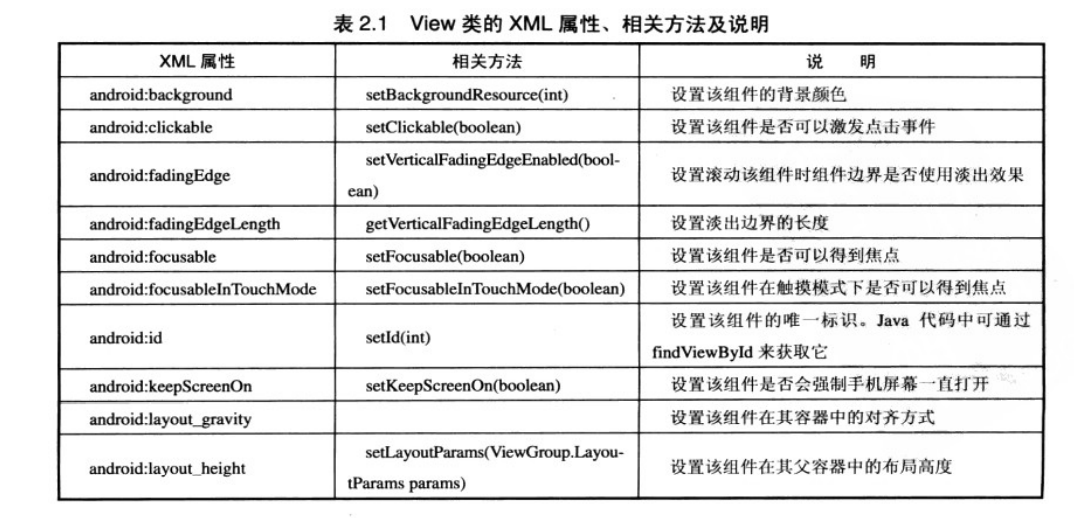 表 2.1 View 类的 XML 属性、相关方法及说明
XML 属性 相关方法 说 明
android:background setBackgroundResource(int) 设置该组件的背景颜色
android:clickable setClickable(boolean) 设置该组件是否可以激发点击事件
android:fadingEdge setVerticalFadingEdgeEnabled(bool-
ean) 设置滚动该组件时组件边界是否使用淡出效果
android:fadingEdgeLength getVerticalFadingEdgeLength() 设置淡出边界的长度
android:focusable setFocusable(boolean) 设置该组件是否可以得到焦点
android:focusableInTouchMode setFocusableInTouchMode(boolean) 设置该组件在触摸模式下是否可以得到焦点
android:id setId(int) 设置该组件的唯一标识。Java 代码中可通过
findViewById 来获取它
android:keepScreenOn setKeepScreenOn(boolean) 设置该组件是否会强制手机屏幕一直打开
android:layout_gravity 设置该组件在其容器中的对齐方式
android:layout_height setLayoutParams(ViewGroup.Layou-
tParams params) 设置该组件在其父容器中的布局高度